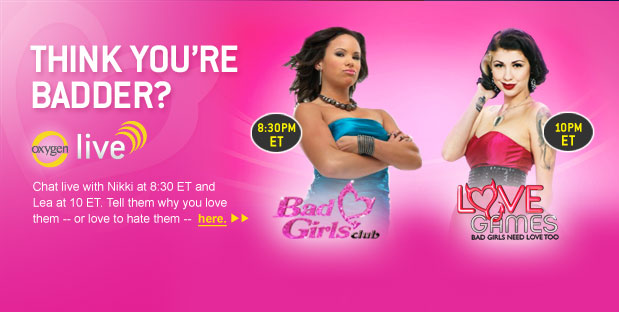 THINK YOU'RE
BADDER?
oxygen live
Chat live with Nikki at 8:30 ET and
Lea at 10 ET. Tell them why you love
them -- or love to hate them -- here.
8:30PM
ET
Bad
Girls club
10PM
ET
LOVE
GAMES
BAD GIRLS NEED LOVE TOO